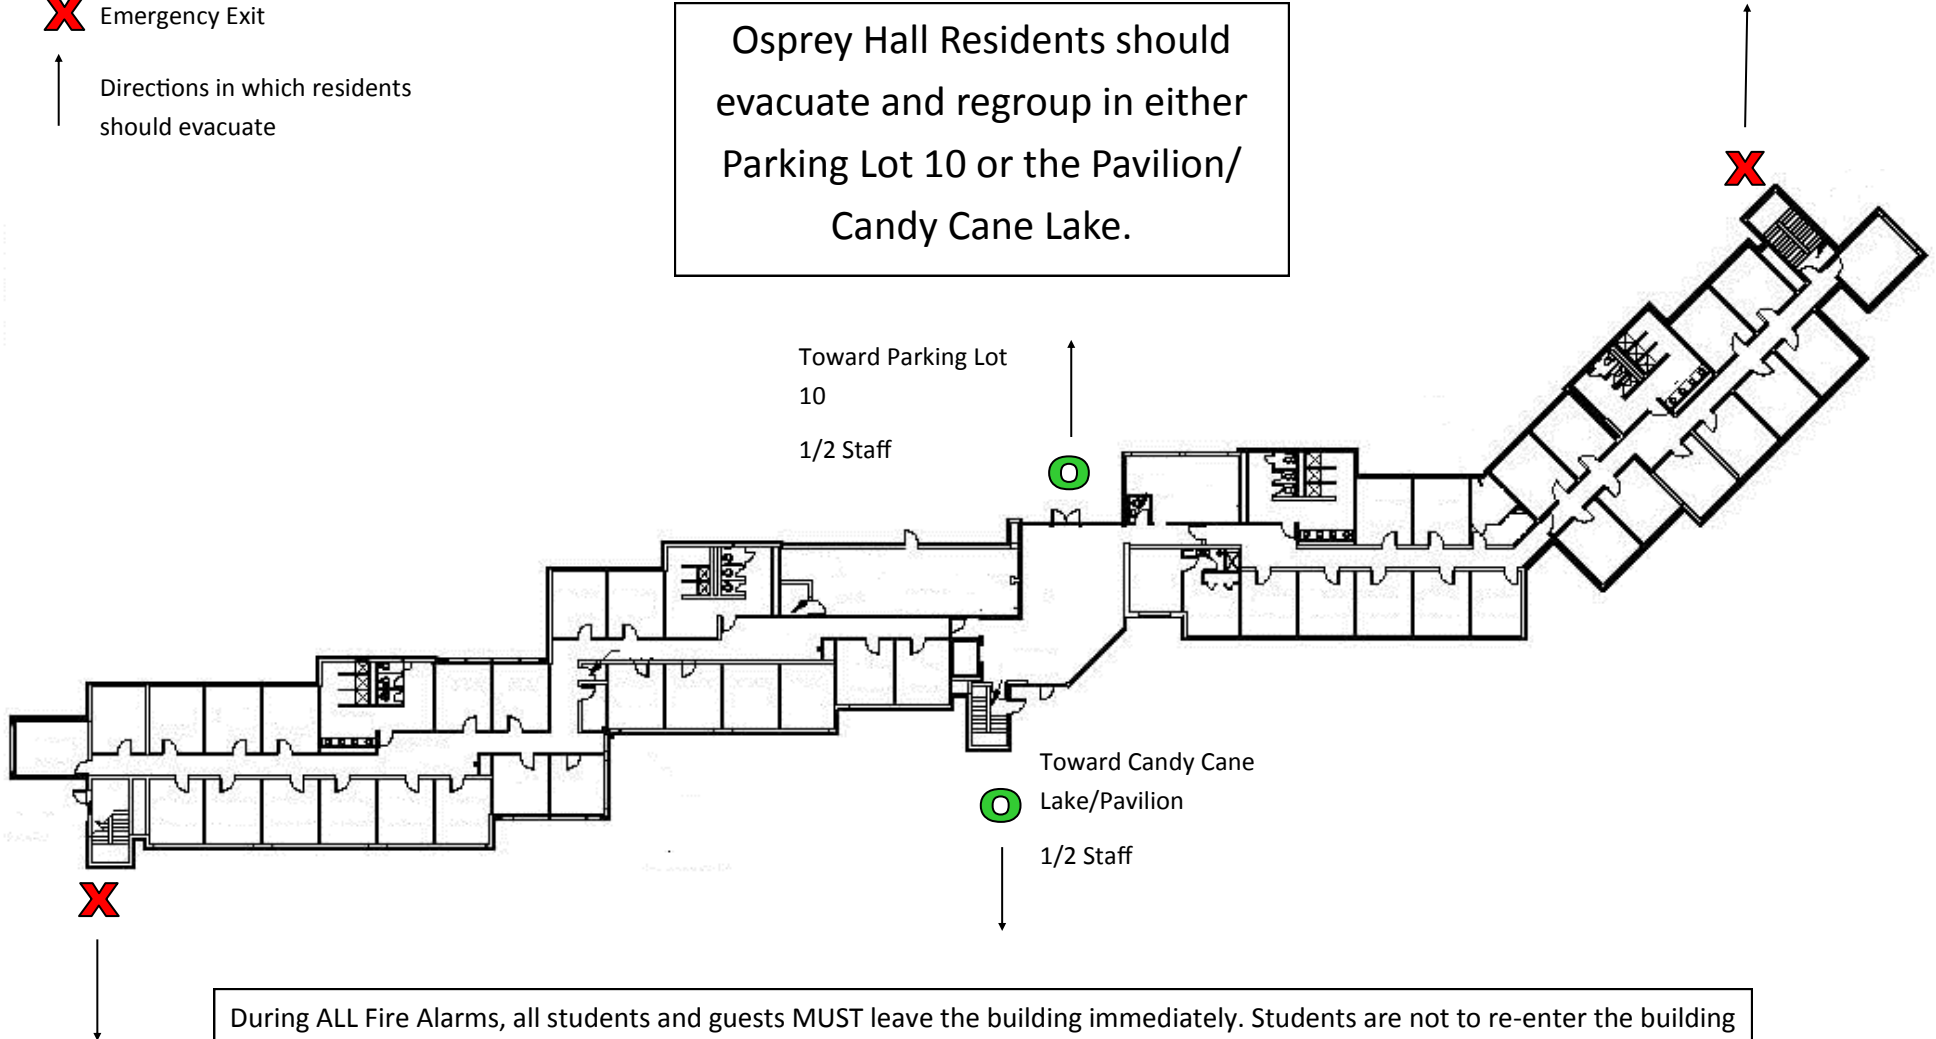 X Emergency Exit
Directions in which residents
should evacuate
Osprey Hall Residents should
evacuate and regroup in either
Parking Lot 10 or the Pavilion/
Candy Cane Lake.
X
Toward Parking Lot
10
1/2 Staff
O
Toward Candy Cane
O Lake/Pavilion
1/2 Staff
X
During ALL Fire Alarms, all students and guests MUST leave the building immediately. Students are not to re-enter the building